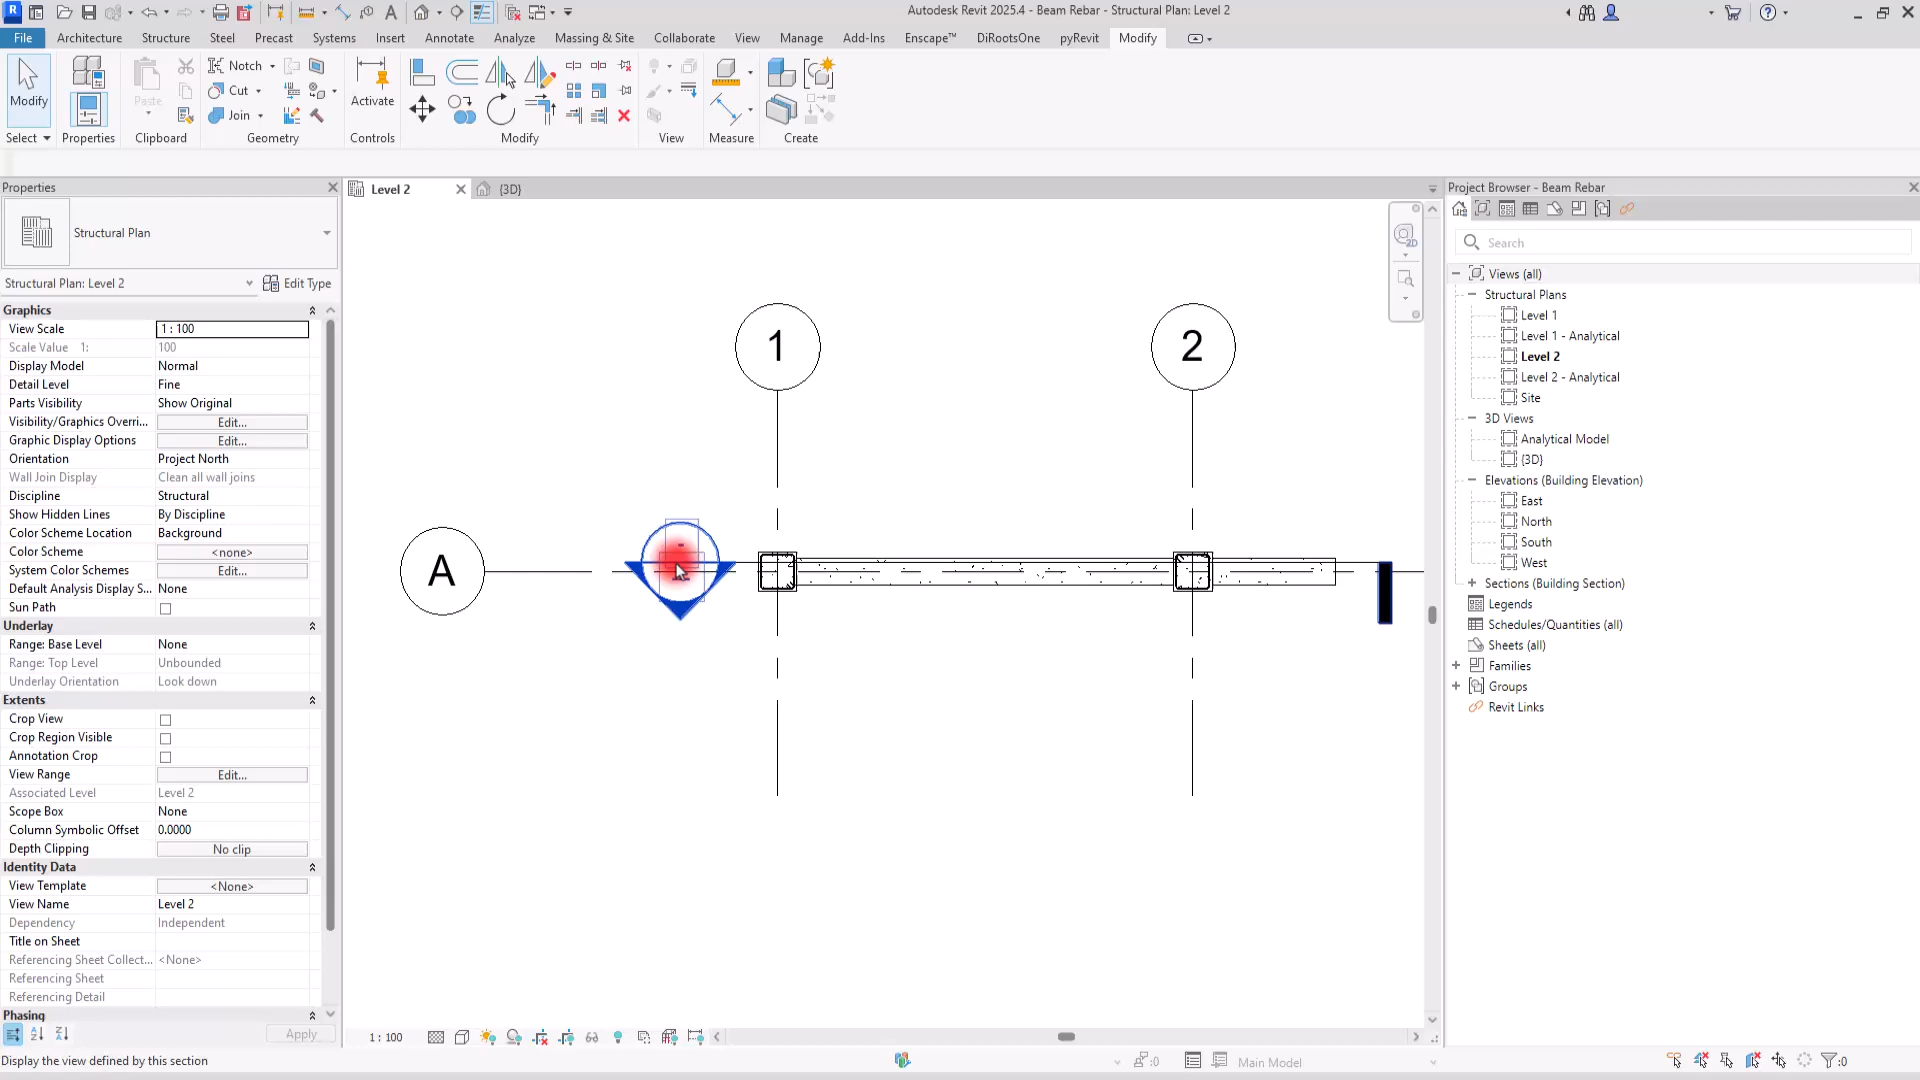 Autodesk Revit 2025.4 - Beam Rebar - Structural Plan: Level 2
File Architecture Structure Steel Precast Systems Insert Annotate Analyze Massing & Site Collaborate View Manage Add-Ins Enscape™ DiRootsOne pyRevit Modify
Modify
Properties
Paste
Notch
Cut
Join
Activate
Select
Properties
Clipboard
Geometry
Controls
Modify
View
Measure
Create
Properties
Structural Plan
Structural Plan: Level 2
Edit Type
Graphics
View Scale 1 : 100
Scale Value 1: 100
Display Model Normal
Detail Level Fine
Parts Visibility Show Original
Visibility/Graphics Overri... Edit...
Graphic Display Options Edit...
Orientation Project North
Wall Join Display Clean all wall joins
Discipline Structural
Show Hidden Lines By Discipline
Color Scheme Location Background
Color Scheme <none>
System Color Schemes Edit...
Default Analysis Display S... None
Sun Path
Underlay
Range: Base Level None
Range: Top Level Unbounded
Underlay Orientation Look down
Extents
Crop View
Crop Region Visible
Annotation Crop
View Range Edit...
Associated Level Level 2
Scope Box None
Column Symbolic Offset 0.0000
Depth Clipping No clip
Identity Data
View Template <None>
View Name Level 2
Dependency Independent
Title on Sheet
Referencing Sheet Collect... <None>
Referencing Sheet
Referencing Detail
Phasing
Apply
Level 2
{3D}
2D
1
2
A
1 : 100
Project Browser - Beam Rebar
Search
Views (all)
Structural Plans
Level 1
Level 1 - Analytical
Level 2
Level 2 - Analytical
Site
3D Views
Analytical Model
{3D}
Elevations (Building Elevation)
East
North
South
West
Sections (Building Section)
Legends
Schedules/Quantities (all)
Sheets (all)
Families
Groups
Revit Links
Display the view defined by this section
:0
Main Model
:0